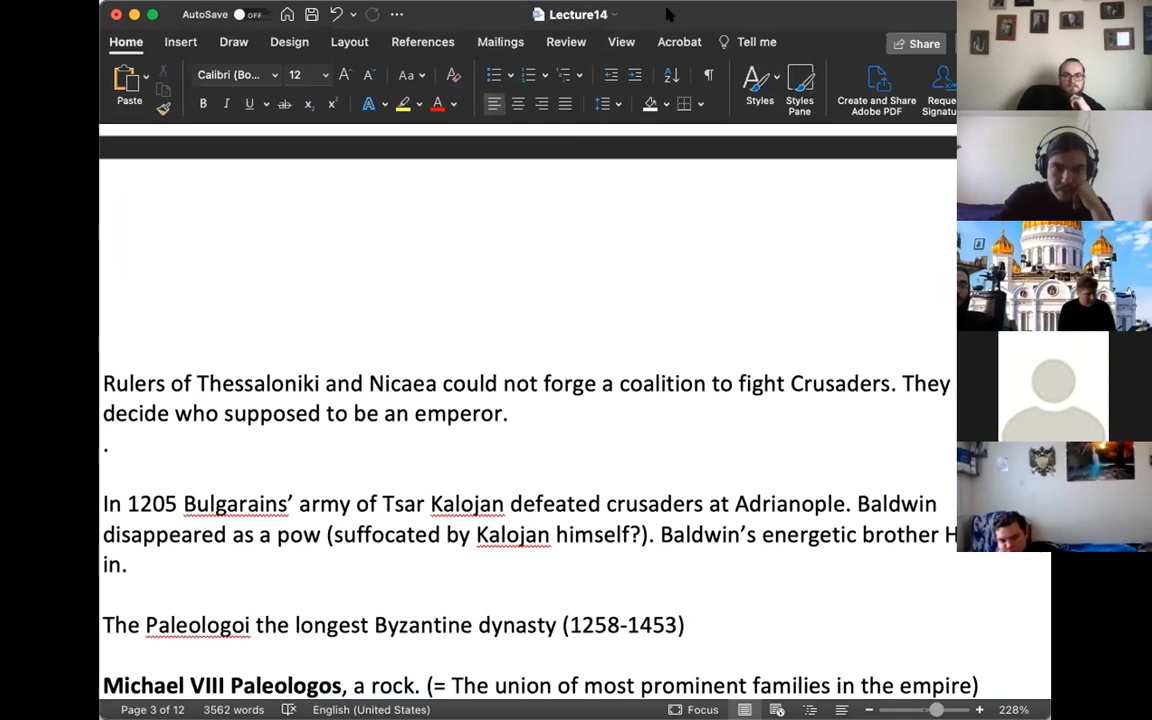 AutoSave OFF
Lecture14
Home Insert Draw Design Layout References Mailings Review View Acrobat Tell me Share
Paste Calibri (Bo... 12 Aa Styles Styles Pane Create and Share Adobe PDF Reque Signatu
Rulers of Thessaloniki and Nicaea could not forge a coalition to fight Crusaders. They
decide who supposed to be an emperor.
.
In 1205 Bulgarains’ army of Tsar Kalojan defeated crusaders at Adrianople. Baldwin
disappeared as a pow (suffocated by Kalojan himself?). Baldwin’s energetic brother H
in.
The Paleologoi the longest Byzantine dynasty (1258-1453)
Michael VIII Paleologos, a rock. (= The union of most prominent families in the empire)
Page 3 of 12 3562 words English (United States) Focus 228%